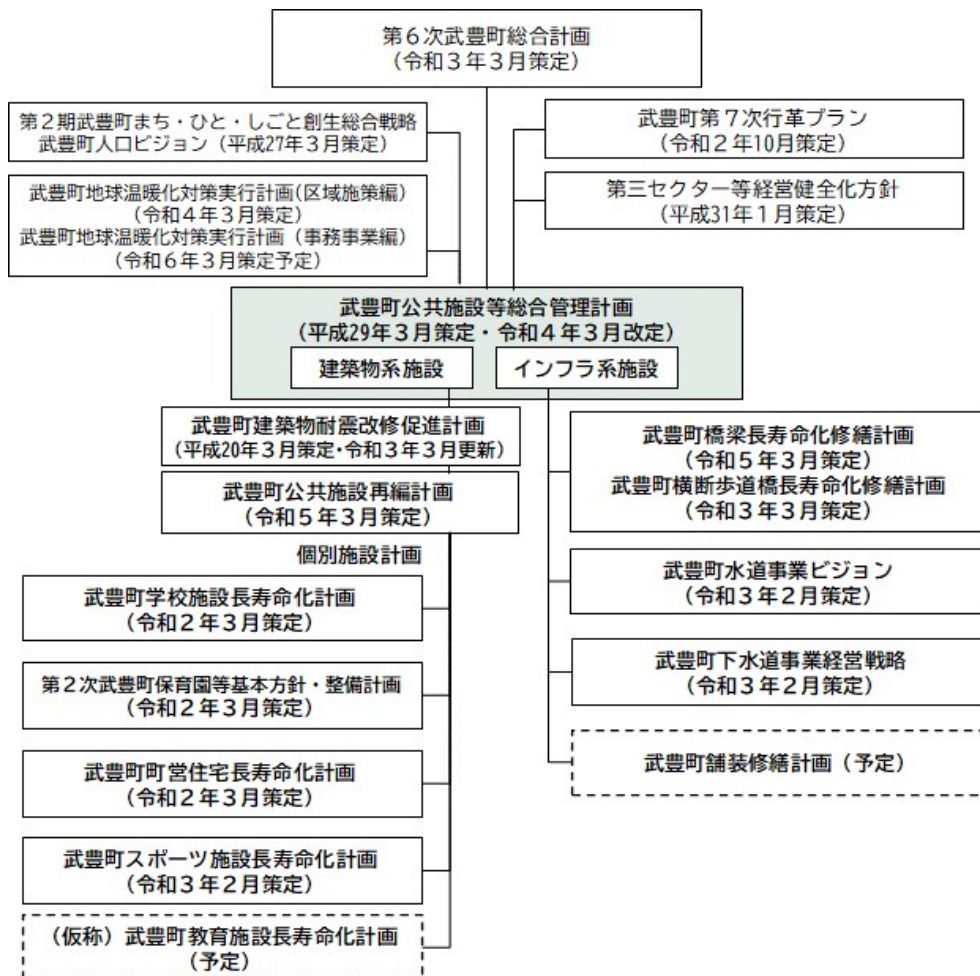 第６次武豊町総合計画
（令和３年３月策定）
第２期武豊町まち・ひと・しごと創生総合戦略
武豊町人口ビジョン（平成27年３月策定）
武豊町第７次行革プラン
（令和２年10月策定）
武豊町地球温暖化対策実行計画（区域施策編）
（令和４年３月策定）
武豊町地球温暖化対策実行計画（事務事業編）
（令和６年３月策定予定）
第三セクター等経営健全化方針
（平成31年１月策定）
武豊町公共施設等総合管理計画
（平成29年３月策定・令和４年３月改定）
建築物系施設
インフラ系施設
武豊町建築物耐震改修促進計画
（平成20年３月策定・令和３年３月更新）
武豊町公共施設再編計画
（令和５年３月策定）
個別施設計画
武豊町学校施設長寿命化計画
（令和２年３月策定）
第２次武豊町保育園等基本方針・整備計画
（令和２年３月策定）
武豊町町営住宅長寿命化計画
（令和２年３月策定）
武豊町スポーツ施設長寿命化計画
（令和３年２月策定）
（仮称）武豊町教育施設長寿命化計画
（予定）
武豊町橋梁長寿命化修繕計画
（令和５年３月策定）
武豊町横断歩道橋長寿命化修繕計画
（令和３年３月策定）
武豊町水道事業ビジョン
（令和３年２月策定）
武豊町下水道事業経営戦略
（令和３年２月策定）
武豊町舗装修繕計画（予定）